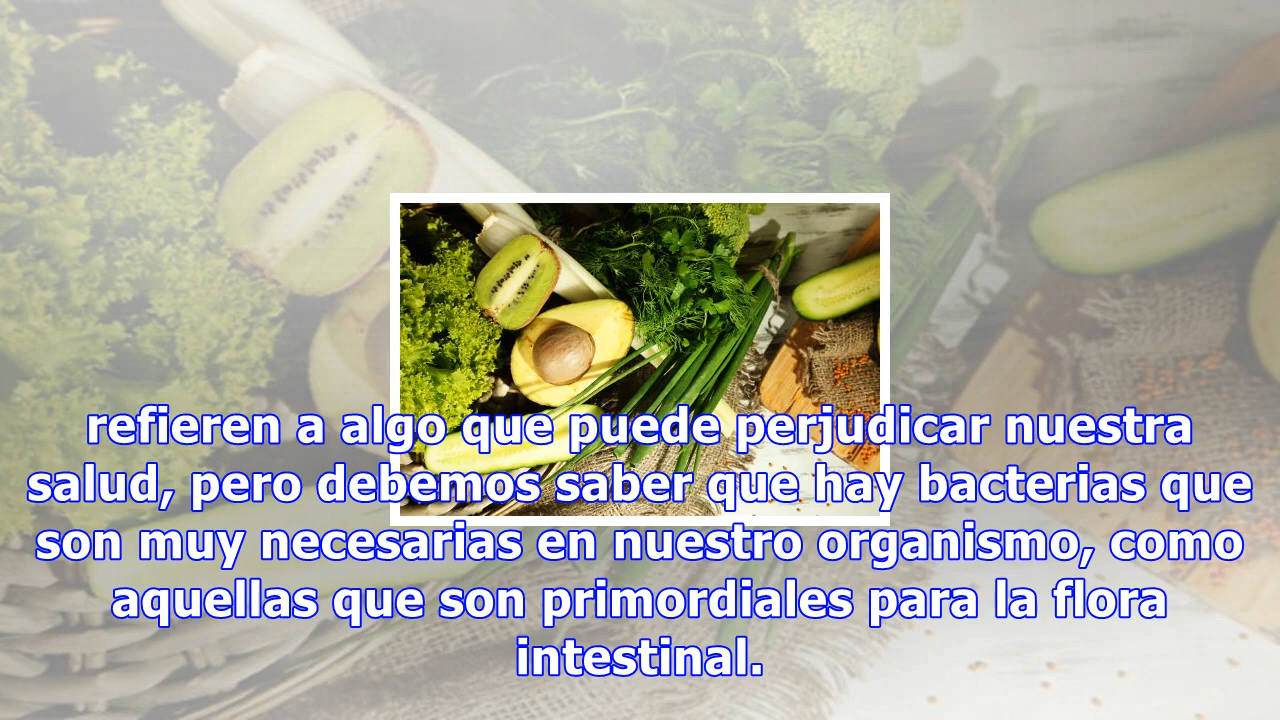 refieren a algo que puede perjudicar nuestra
salud, pero debemos saber que hay bacterias que
son muy necesarias en nuestro organismo, como
aquellas que son primordiales para la flora
intestinal.